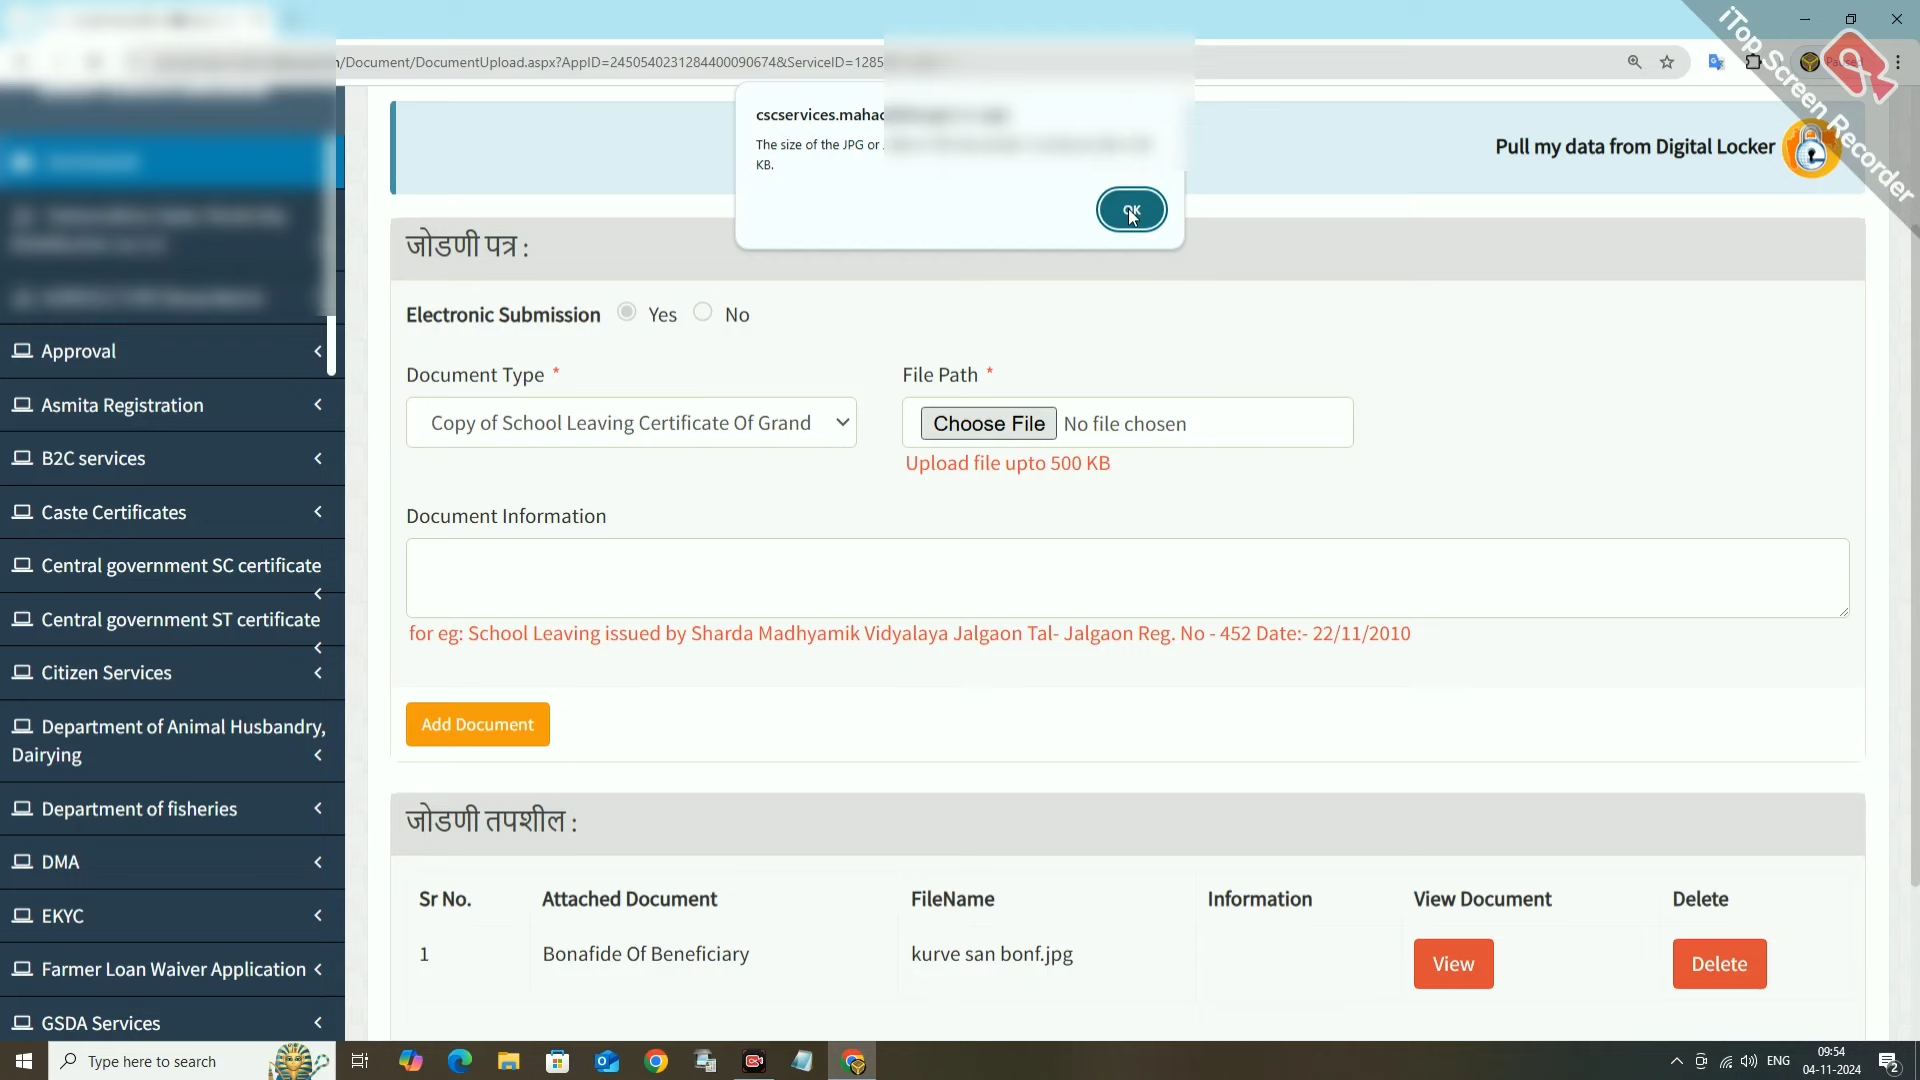 /Document/DocumentUpload.aspx?AppID=24505402312844000906748&ServiceID=1285
Paused
iTop Screen Recorder
cscservices.mahao
The size of the JPG or
KB.
OK
Pull my data from Digital Locker
जोडणी पत्र :
Electronic Submission Yes No
Document Type * File Path *
Copy of School Leaving Certificate Of Grand Choose File No file chosen
Upload file upto 500 KB
Document Information
for eg: School Leaving issued by Sharda Madhyamik Vidyalaya Jalgaon Tal- Jalgaon Reg. No - 452 Date:- 22/11/2010
Add Document
जोडणी तपशील :
Sr No. Attached Document FileName Information View Document Delete
1 Bonafide Of Beneficiary kurve san bonf.jpg View Delete
Approval
Asmita Registration
B2C services
Caste Certificates
Central government SC certificate
Central government ST certificate
Citizen Services
Department of Animal Husbandry,
Dairying
Department of fisheries
DMA
EKYC
Farmer Loan Waiver Application
GSDA Services
Type here to search
ENG
09:54
04-11-2024
2